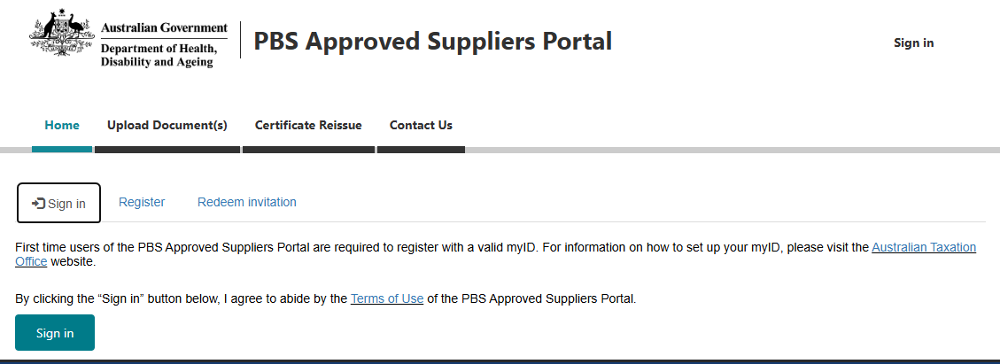 Australian Government
Department of Health,
Disability and Ageing
PBS Approved Suppliers Portal
Sign in
Home
Upload Document(s)
Certificate Reissue
Contact Us
Sign in
Register
Redeem invitation
First time users of the PBS Approved Suppliers Portal are required to register with a valid myID. For information on how to set up your myID, please visit the Australian Taxation
Office website.
By clicking the “Sign in” button below, I agree to abide by the Terms of Use of the PBS Approved Suppliers Portal.
Sign in